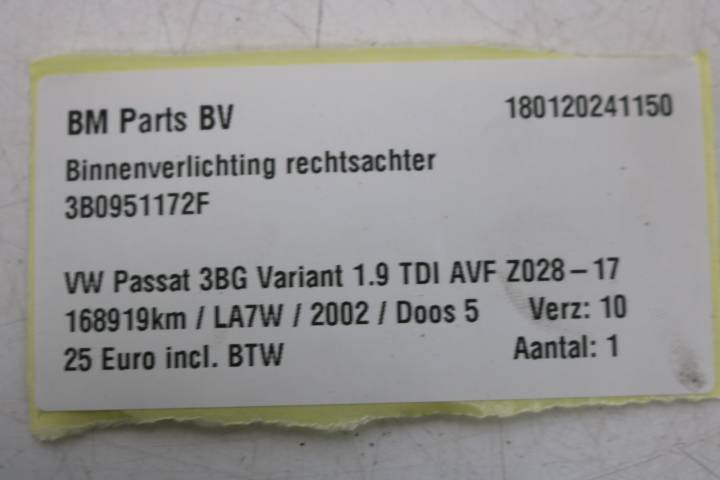 BM Parts BV 180120241150
Binnenverlichting rechtsachter
3B0951172F
VW Passat 3BG Variant 1.9 TDI AVF Z028-17
168919km / LA7W / 2002 / Doos 5 Verz: 10
25 Euro incl. BTW Aantal: 1